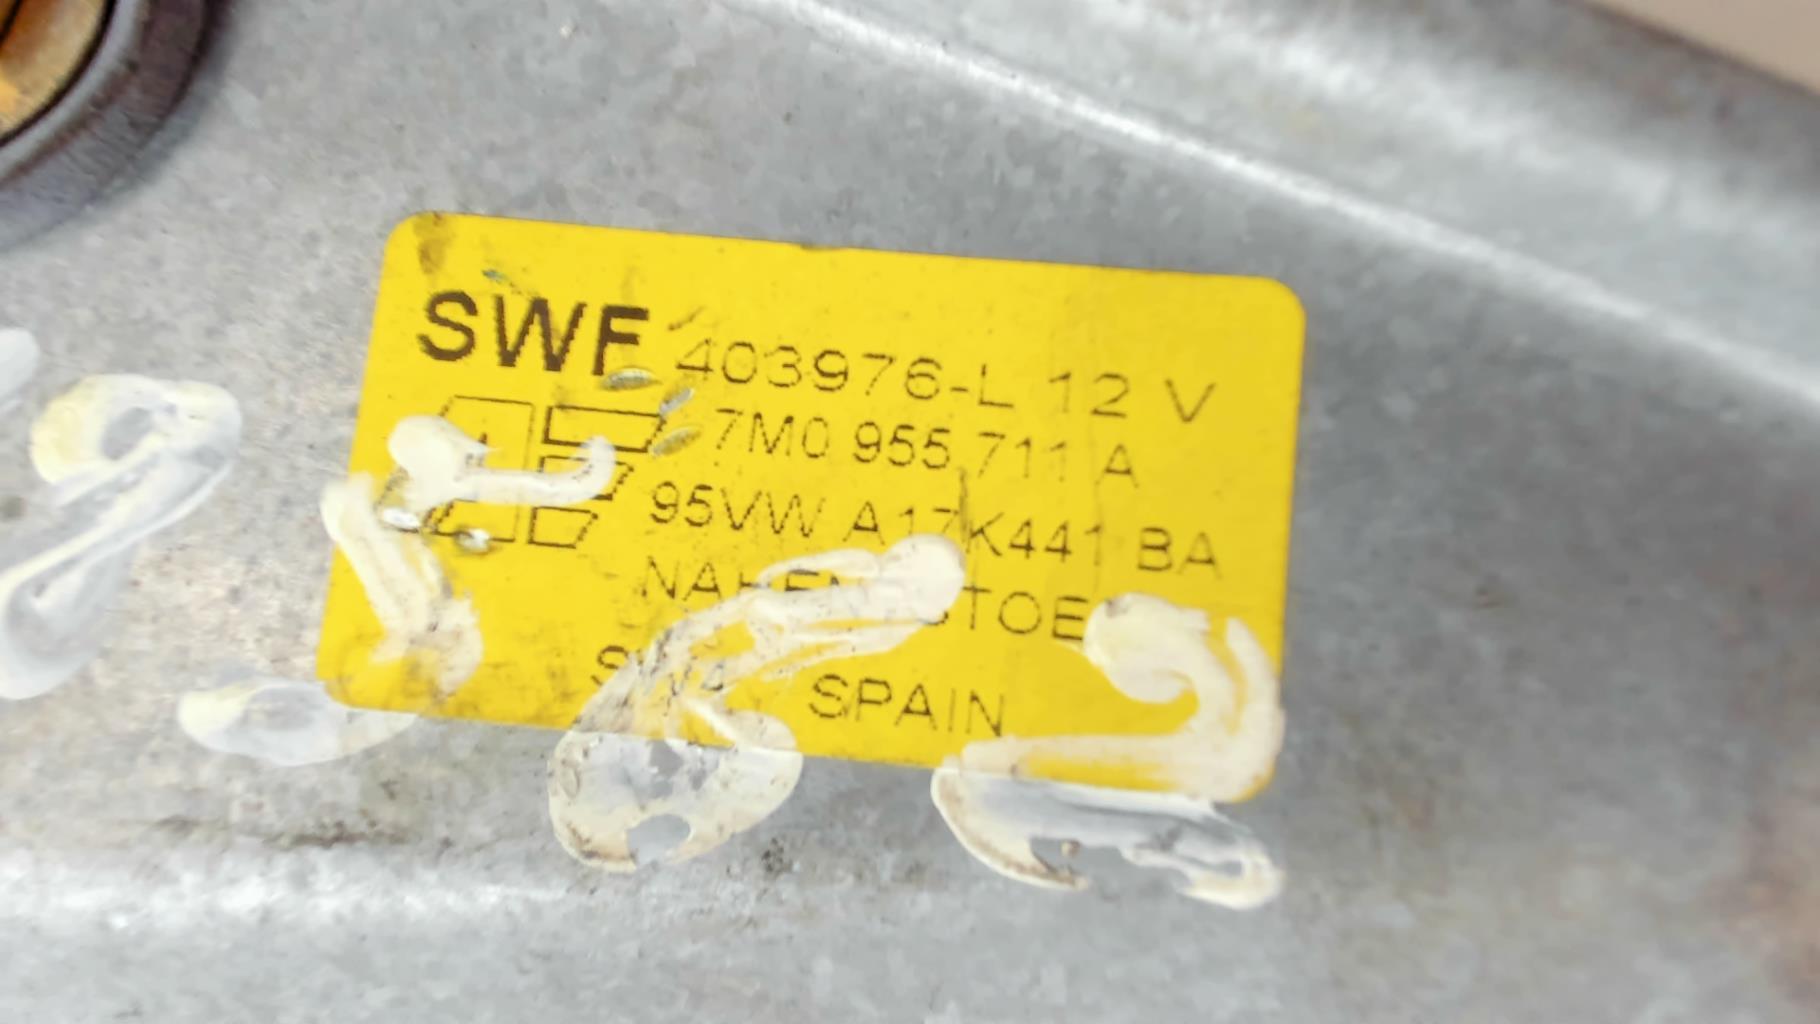 SWF 403976-L 12 V
7M0 955 711 A
95VW A17K441 BA
SPAIN